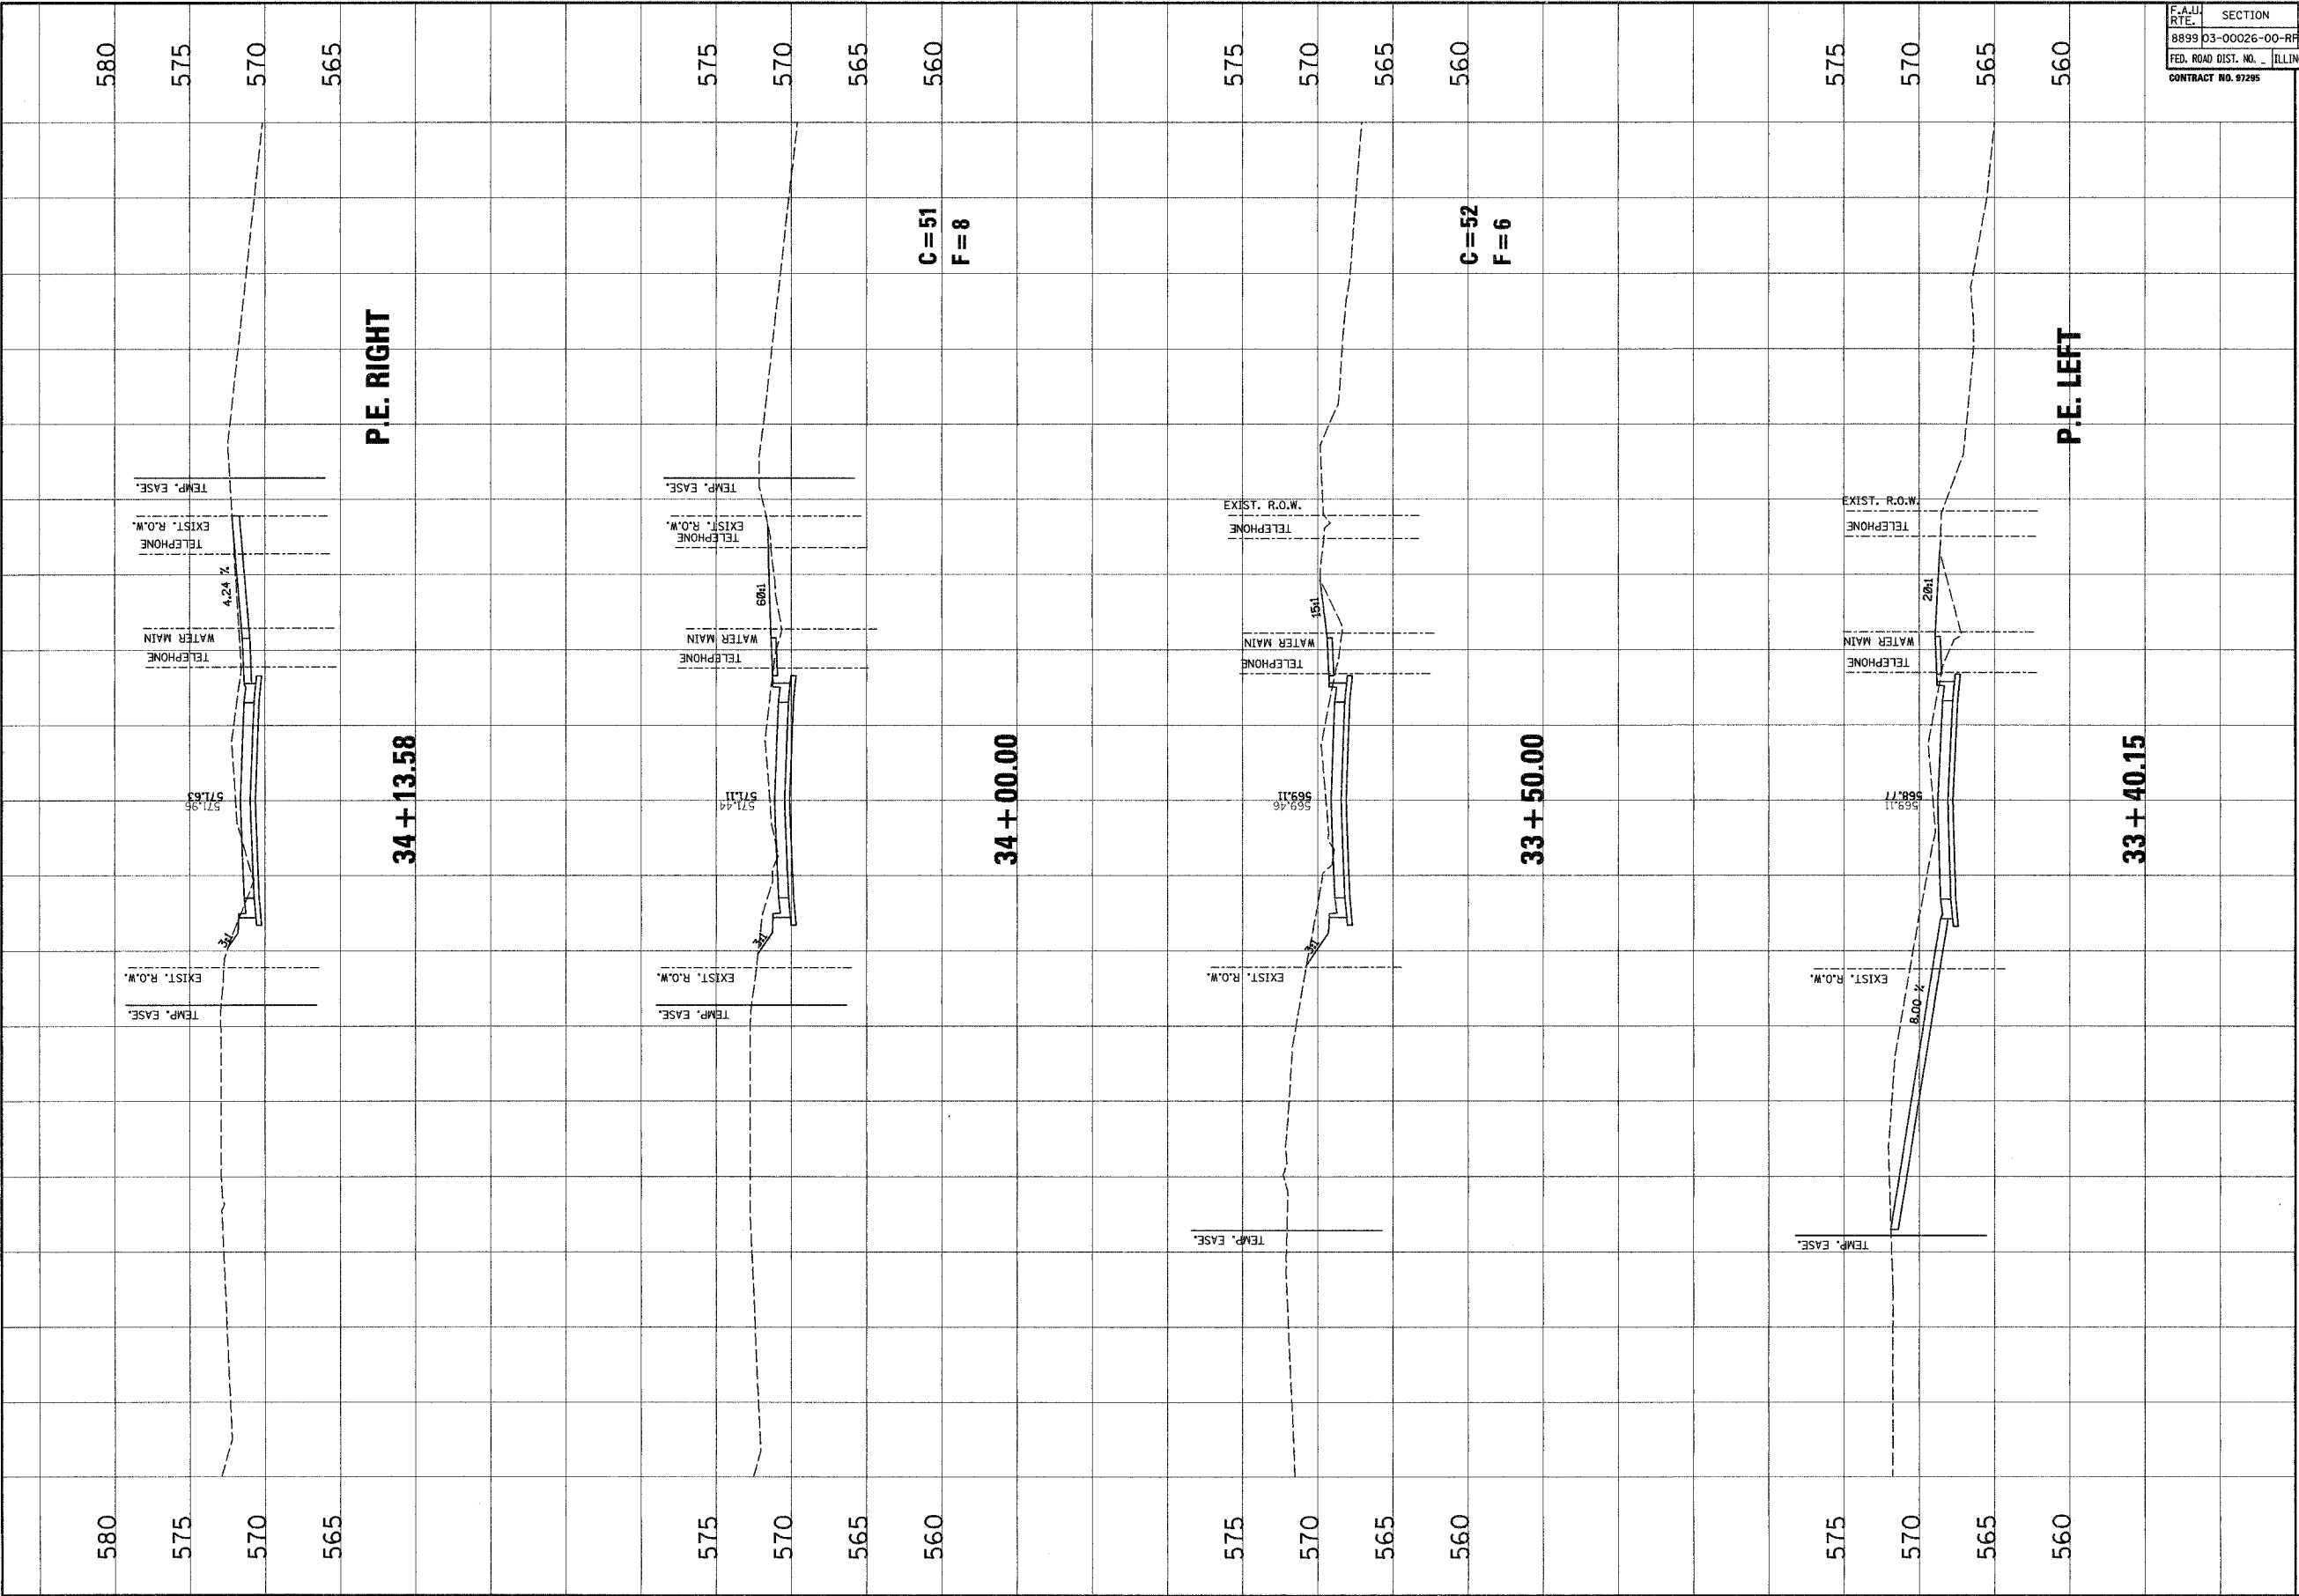 F.A.U. RTE. SECTION
8899 03-00026-00-RP
FED. ROAD DIST. NO. _ ILLIN
CONTRACT NO. 97295
580 575 570 565
P.E. RIGHT
TEMP. EASE.
EXIST. R.O.W.
TELEPHONE
4.24 %
WATER MAIN
TELEPHONE
571.63
571.96
34+13.58
3:1
EXIST. R.O.W.
TEMP. EASE.
580 575 570 565
575 570 565 560
C=51
F=8
TEMP. EASE.
EXIST. R.O.W.
TELEPHONE
60:1
WATER MAIN
TELEPHONE
571.11
571.44
34+00.00
3:1
EXIST. R.O.W.
TEMP. EASE.
575 570 565 560
575 570 565 560
C=52
F=6
EXIST. R.O.W.
TELEPHONE
15:1
WATER MAIN
TELEPHONE
569.11
569.46
33+50.00
3:1
EXIST. R.O.W.
TEMP. EASE.
575 570 565 560
575 570 565 560
P.E. LEFT
EXIST. R.O.W.
TELEPHONE
20:1
WATER MAIN
TELEPHONE
568.77
569.11
33+40.15
EXIST. R.O.W.
8.00 %
TEMP. EASE.
575 570 565 560